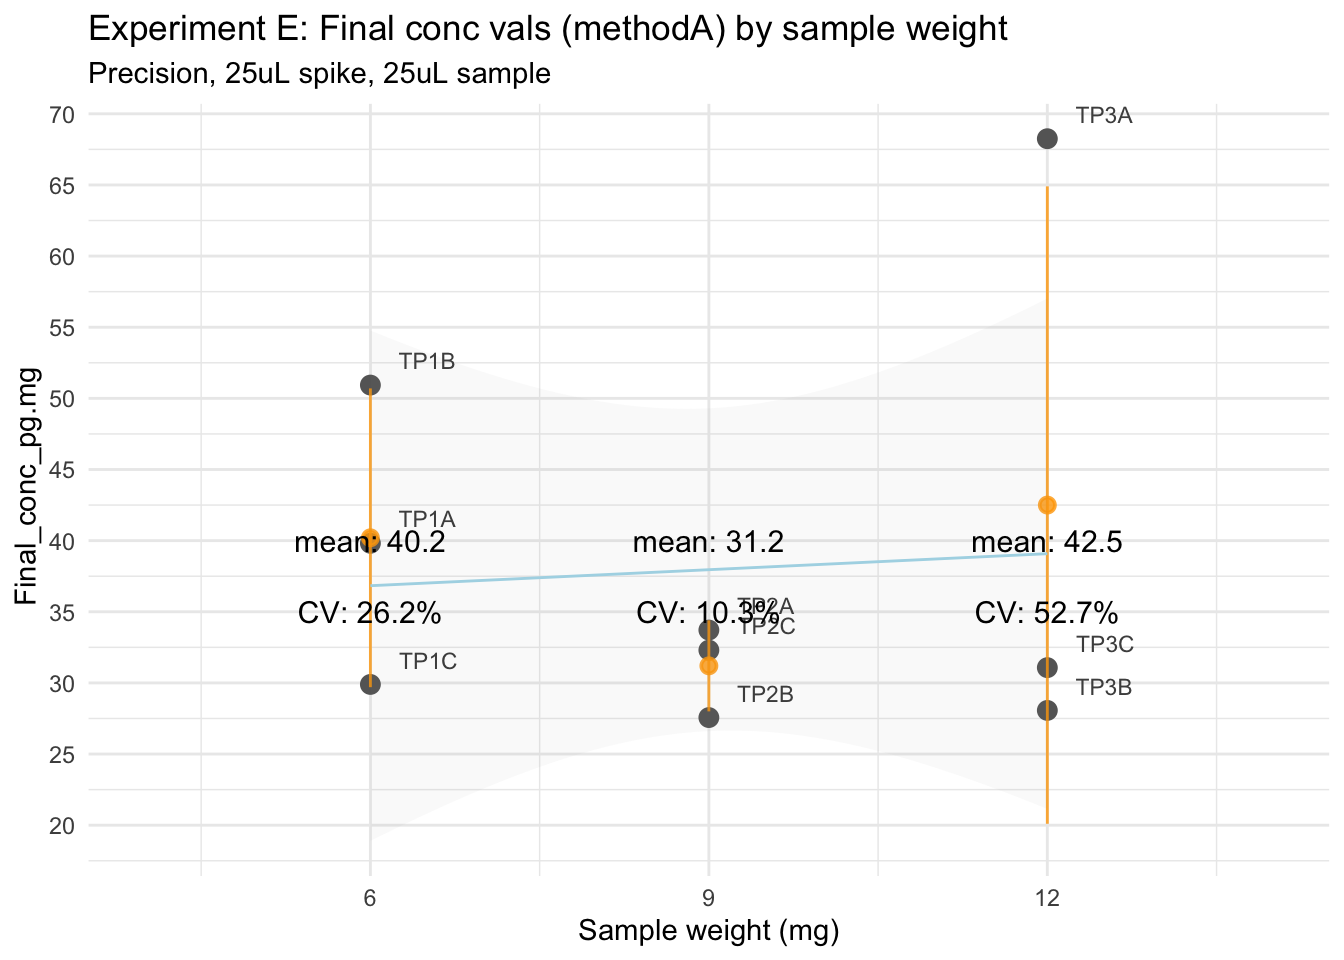 Experiment E: Final conc vals (methodA) by sample weight
Precision, 25uL spike, 25uL sample
Final_conc_pg.mg
70
65
60
55
50
45
40
35
30
25
20
TP3A
TP1B
TP1A
mean: 40.2
mean: 31.2
mean: 42.5
TP2A
CV: 26.2%
CV: 10.3%
CV: 52.7%
TP2C
TP3C
TP1C
TP3B
TP2B
6
9
12
Sample weight (mg)